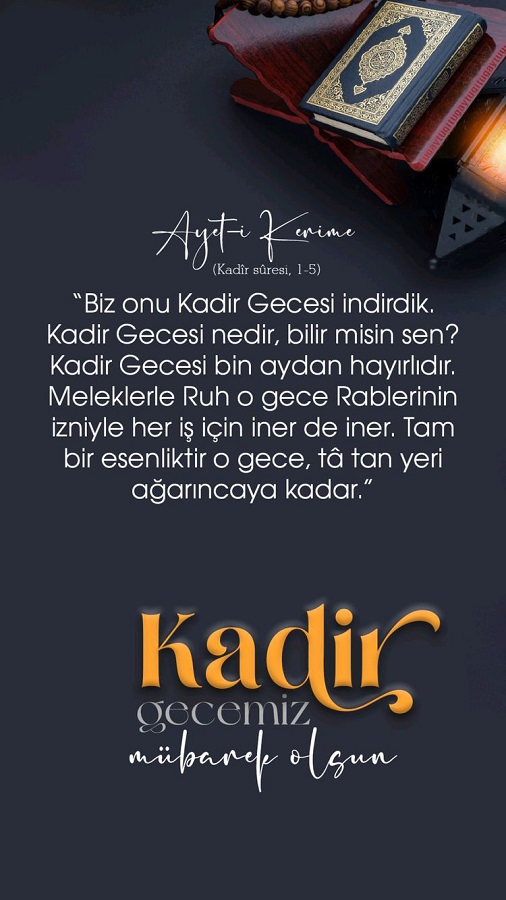 Ayet-i Kerime
(Kadîr sûresi, 1-5)
“Biz onu Kadir Gecesi indirdik.
Kadir Gecesi nedir, bilir misin sen?
Kadir Gecesi bin aydan hayırlıdır.
Meleklerle Ruh o gece Rablerinin
izniyle her iş için iner de iner. Tam
bir esenliktir o gece, tâ tan yeri
ağarıncaya kadar.”
Kadir
gecemiz
mübarek olsun